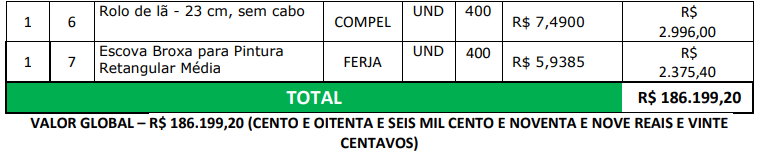 1 6 Rolo de lã - 23 cm, sem cabo COMPEL UND 400 R$ 7,4900 R$
2.996,00
1 7 Escova Broxa para Pintura
Retangular Média FERJA UND 400 R$ 5,9385 R$
2.375,40
TOTAL R$ 186.199,20
VALOR GLOBAL – R$ 186.199,20 (CENTO E OITENTA E SEIS MIL CENTO E NOVENTA E NOVE REAIS E VINTE
CENTAVOS)